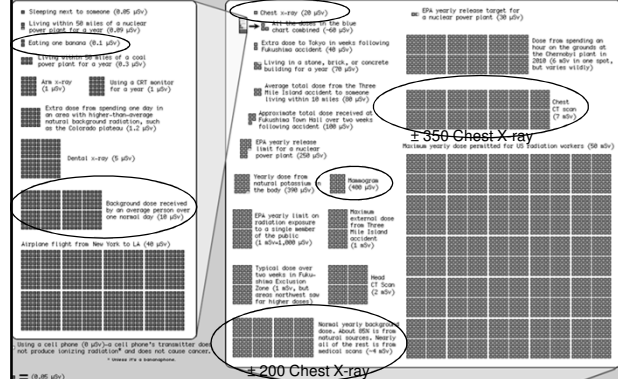 Sleeping next to someone (0.05 μSv)
Living within 50 miles of a nuclear
power plant for a year (0.09 μSv)
Eating one banana (0.1 μSv)
Living within 50 miles of a coal
power plant for a year (0.3 μSv)
Arm x-ray
(1 μSv)
Using a CRT monitor
for a year (1 μSv)
Extra dose from spending one day in
an area with higher-than-average
natural background radiation, such
as the Colorado plateau (1.2 μSv)
Dental x-ray (5 μSv)
Background dose received
by an average person over
one normal day (10 μSv)
Airplane flight from New York to LA (40 μSv)
Using a cell phone (0 μSv)—a cell phone's transmitter does
not produce ionizing radiation* and does not cause cancer.
* Unless it's a bananaphone.
= (0.05 μSv)
Chest x-ray (20 μSv)
All the doses in the blue
chart combined (~60 μSv)
Extra dose to Tokyo in weeks following
Fukushima accident (40 μSv)
Living in a stone, brick, or concrete
building for a year (70 μSv)
Average total dose from the Three
Mile Island accident to someone
living within 10 miles (80 μSv)
Approximate total dose received at
Fukushima Town Hall over two weeks
following accident (100 μSv)
EPA yearly release
limit for a nuclear
power plant (250 μSv)
Yearly dose from
natural potassium in
the body (390 μSv)
Mammogram
(400 μSv)
EPA yearly limit on
radiation exposure
to a single member
of the public
(1 mSv=1,000 μSv)
Maximum
external dose
from Three
Mile Island
accident
(1 mSv)
Typical dose over
two weeks in Fuku-
shima Exclusion
Zone (1 mSv, but
areas northwest saw
far higher doses)
Head
CT Scan
(2 mSv)
Normal yearly background
dose. About 85% is from
natural sources. Nearly
all of the rest is from
medical scans (~4 mSv)
± 200 Chest X-ray
EPA yearly release target for
a nuclear power plant (30 μSv)
Dose from spending an
hour on the grounds at
the Chernobyl plant in
2010 (6 mSv in one spot,
but varies wildly)
Chest
CT scan
(7 mSv)
± 350 Chest X-ray
Maximum yearly dose permitted for US radiation workers (50 mSv)